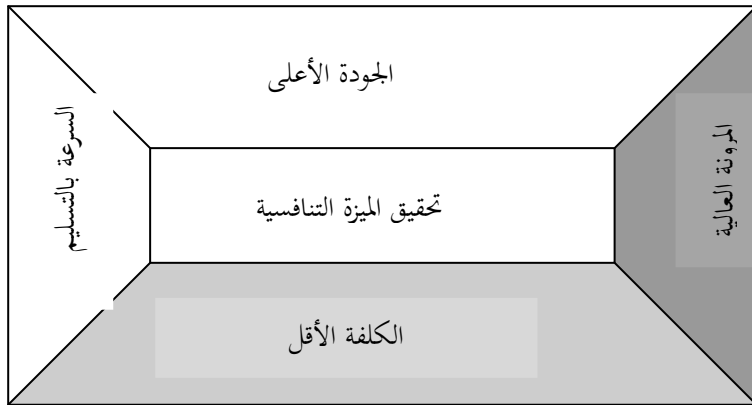 الجودة الأعلى
المرونة العالية
تحقيق الميزة التنافسية
السرعة بالتسليم
الكلفة الأقل